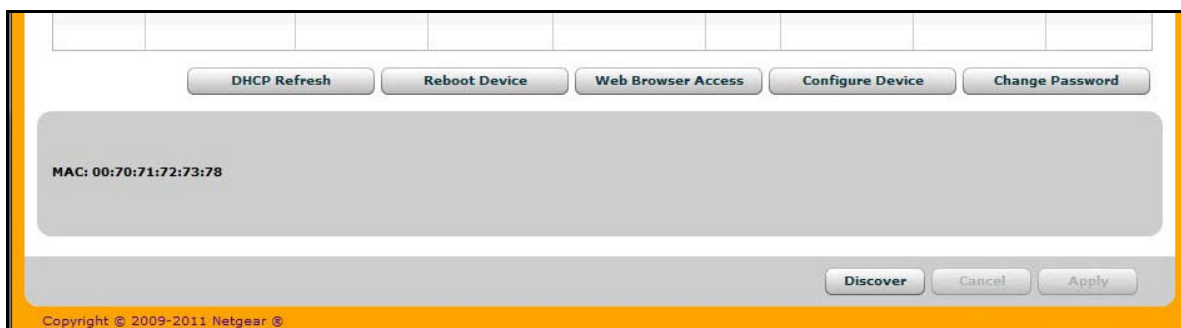 DHCP Refresh Reboot Device Web Browser Access Configure Device Change Password
MAC: 00:70:71:72:73:78
Discover Cancel Apply
Copyright © 2009-2011 Netgear ®